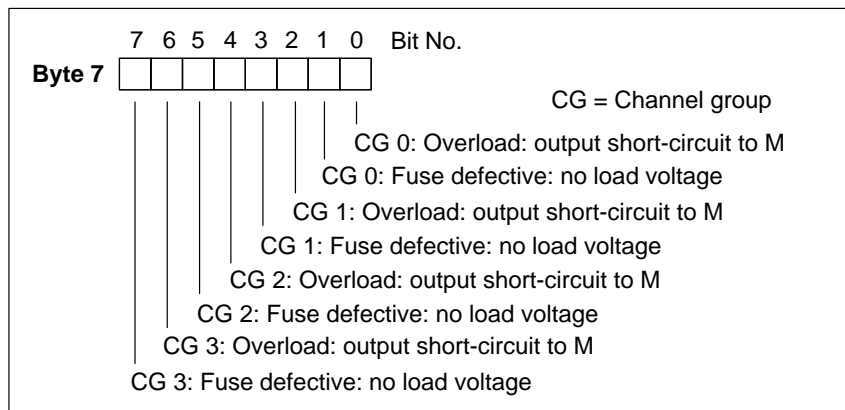 7 6 5 4 3 2 1 0 Bit No.
Byte 7
CG = Channel group
CG 0: Overload: output short-circuit to M
CG 0: Fuse defective: no load voltage
CG 1: Overload: output short-circuit to M
CG 1: Fuse defective: no load voltage
CG 2: Overload: output short-circuit to M
CG 2: Fuse defective: no load voltage
CG 3: Overload: output short-circuit to M
CG 3: Fuse defective: no load voltage